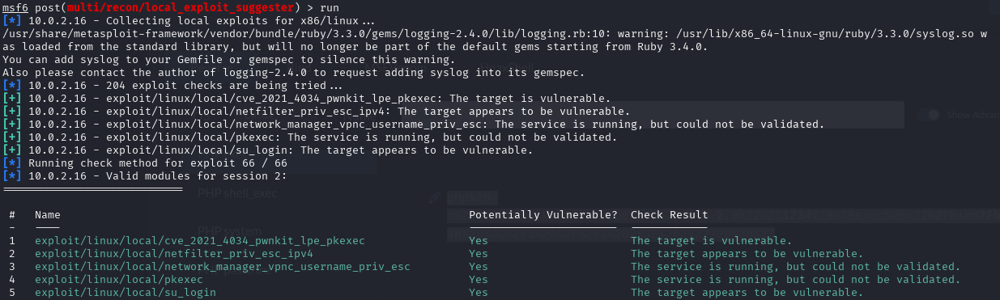 msf6 post(multi/recon/local_exploit_suggester) > run
[*] 10.0.2.16 - Collecting local exploits for x86/linux...
/usr/share/metasploit-framework/vendor/bundle/ruby/3.3.0/gems/logging-2.4.0/lib/logging.rb:10: warning: /usr/lib/x86_64-linux-gnu/ruby/3.3.0/syslog.so w
as loaded from the standard library, but will no longer be part of the default gems starting from Ruby 3.4.0.
You can add syslog to your Gemfile or gemspec to silence this warning.
Also please contact the author of logging-2.4.0 to request adding syslog into its gemspec.
[*] 10.0.2.16 - 204 exploit checks are being tried...
[+] 10.0.2.16 - exploit/linux/local/cve_2021_4034_pwnkit_lpe_pkexec: The target is vulnerable.
[+] 10.0.2.16 - exploit/linux/local/netfilter_priv_esc_ipv4: The target appears to be vulnerable.
Show Advan
[+] 10.0.2.16 - exploit/linux/local/network_manager_vpnc_username_priv_esc: The service is running, but could not be validated.
[+] 10.0.2.16 - exploit/linux/local/pkexec: The service is running, but could not be validated.
[+] 10.0.2.16 - exploit/linux/local/su_login: The target appears to be vulnerable.
[*] Running check method for exploit 66 / 66
[*] 10.0.2.16 - Valid modules for session 2:
============================
PHP shell_exec
# Name Potentially Vulnerable? Check Result
- ---- ----------------------- ------------
PHP system
1 exploit/linux/local/cve_2021_4034_pwnkit_lpe_pkexec Yes The target is vulnerable.
2 exploit/linux/local/netfilter_priv_esc_ipv4 Yes The target appears to be vulnerable.
3 exploit/linux/local/network_manager_vpnc_username_priv_esc Yes The service is running, but could not be validated.
4 exploit/linux/local/pkexec Yes The service is running, but could not be validated.
5 exploit/linux/local/su_login Yes The target appears to be vulnerable.